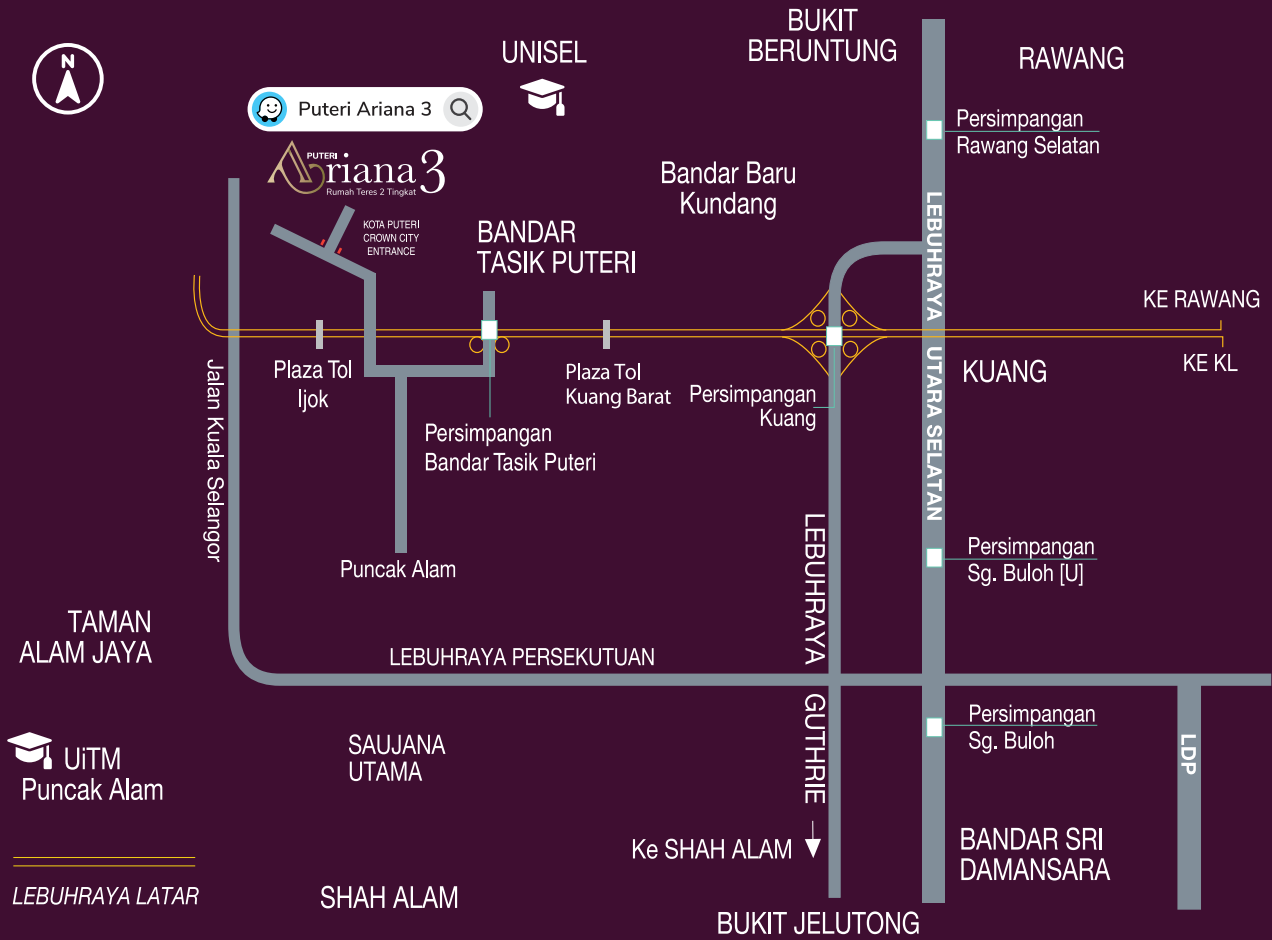 N
UNISEL
BUKIT
BERUNTUNG
RAWANG
Puteri Ariana 3
PUTERI
Ariana 3
Rumah Teres 2 Tingkat
Persimpangan
Rawang Selatan
Bandar Baru
Kundang
KOTA PUTERI
CROWN CITY
ENTRANCE
BANDAR
TASIK PUTERI
LEBUHRAYA UTARA SELATAN
KE RAWANG
KE KL
Jalan Kuala Selangor
Plaza Tol
Ijok
Plaza Tol
Kuang Barat
Persimpangan
Kuang
KUANG
Persimpangan
Bandar Tasik Puteri
Puncak Alam
LEBUHRAYA GUTHRIE
Persimpangan
Sg. Buloh [U]
TAMAN
ALAM JAYA
LEBUHRAYA PERSEKUTUAN
Persimpangan
Sg. Buloh
LDP
UiTM
Puncak Alam
SAUJANA
UTAMA
Ke SHAH ALAM
BANDAR SRI
DAMANSARA
LEBUHRAYA LATAR
SHAH ALAM
BUKIT JELUTONG